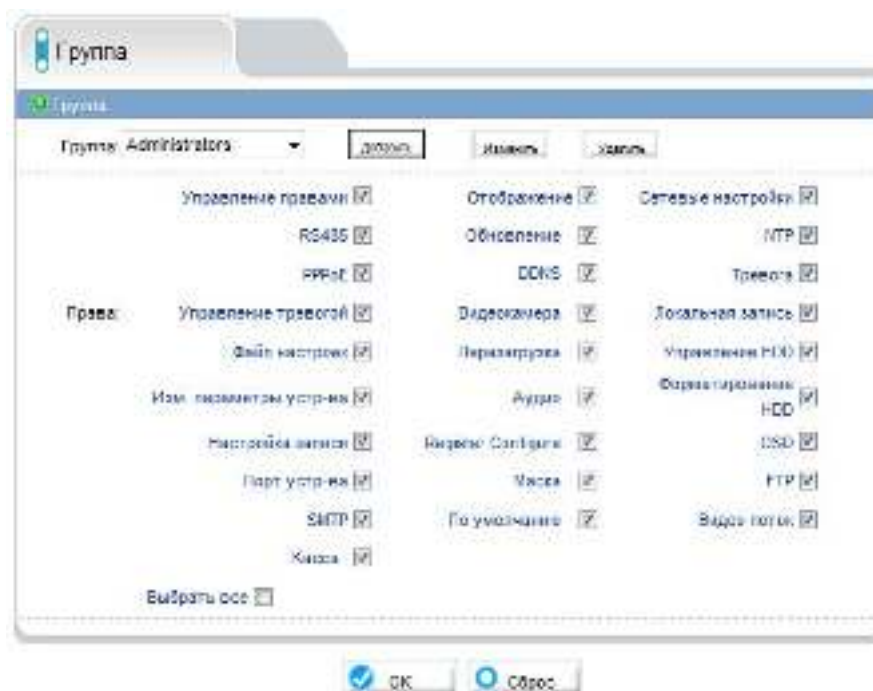 Группа
Группа
Группа: Administrators Добавить Изменить Удалить
Управление правами Отображение Сетевые настройки
RS485 Обновление NTP
PPPoE DDNS Тревога
Права: Управление тревогой Видеокамера Локальная запись
Файл настроек Перезагрузка Управление HDD
Изм. параметры устр-ва Аудио Форматирование
HDD
Настройка записи Register Configure OSD
Порт устр-ва Маска FTP
SMTP По умолчанию Видео поток
Касса
Выбрать все
OK Сброс